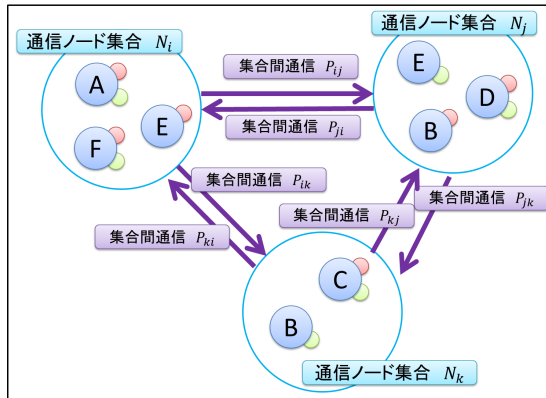 通信ノード集合 N_i
通信ノード集合 N_j
A
E
F
集合間通信 P_ij
集合間通信 P_ji
E
D
B
集合間通信 P_ik
集合間通信 P_ki
集合間通信 P_kj
集合間通信 P_jk
C
B
通信ノード集合 N_k